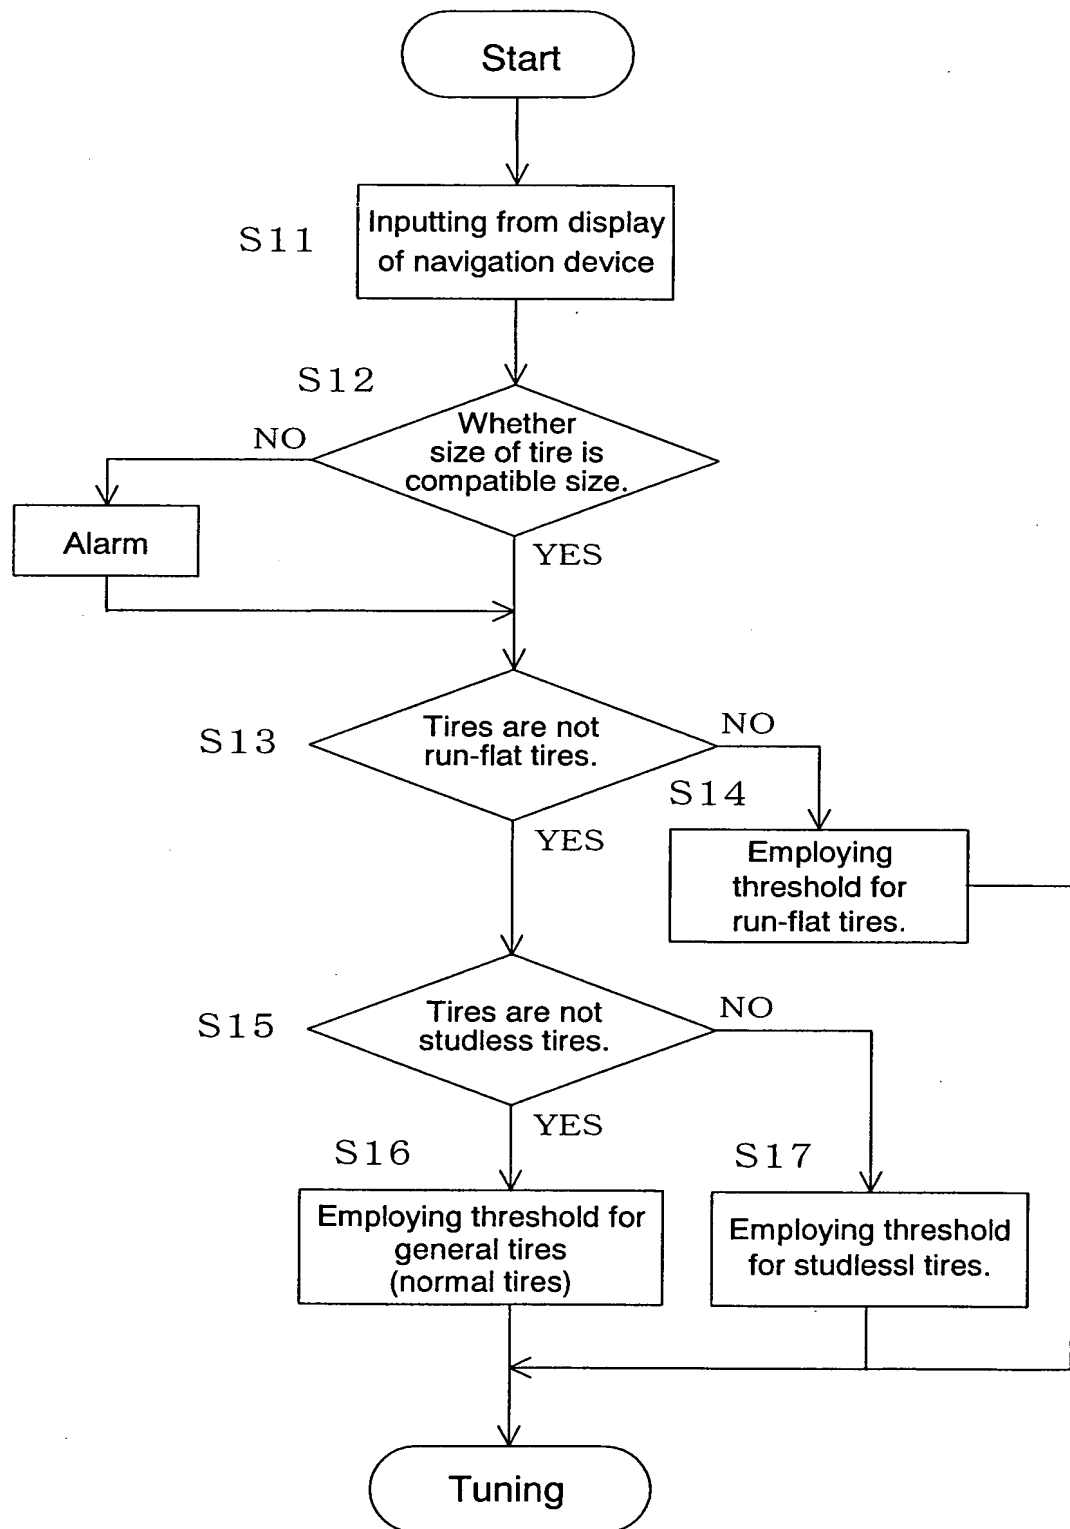 Start
S11
Inputting from display
of navigation device
S12
Whether
size of tire is
compatible size.
NO
Alarm
YES
S13
Tires are not
run-flat tires.
NO
S14
YES
Employing
threshold for
run-flat tires.
S15
Tires are not
studless tires.
NO
YES
S16
S17
Employing threshold for
general tires
(normal tires)
Employing threshold
for studlessl tires.
Tuning